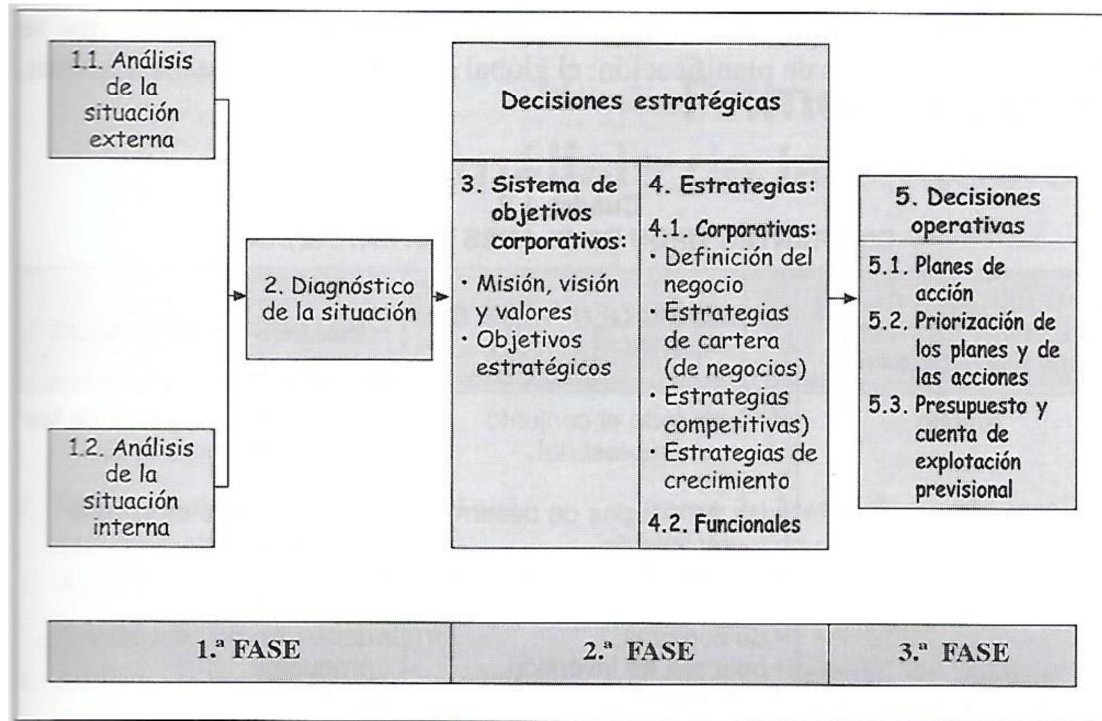 1.1. Análisis
de la
situación
externa
1.2. Análisis
de la
situación
interna
2. Diagnóstico
de la situación
Decisiones estratégicas
3. Sistema de
objetivos
corporativos:
• Misión, visión
y valores
• Objetivos
estratégicos
4. Estrategias:
4.1. Corporativas:
• Definición del
negocio
• Estrategias
de cartera
(de negocios)
• Estrategias
competitivas)
• Estrategias de
crecimiento
4.2. Funcionales
5. Decisiones
operativas
5.1. Planes de
acción
5.2. Priorización de
los planes y de
las acciones
5.3. Presupuesto y
cuenta de
explotación
previsional
1.ª FASE
2.ª FASE
3.ª FASE